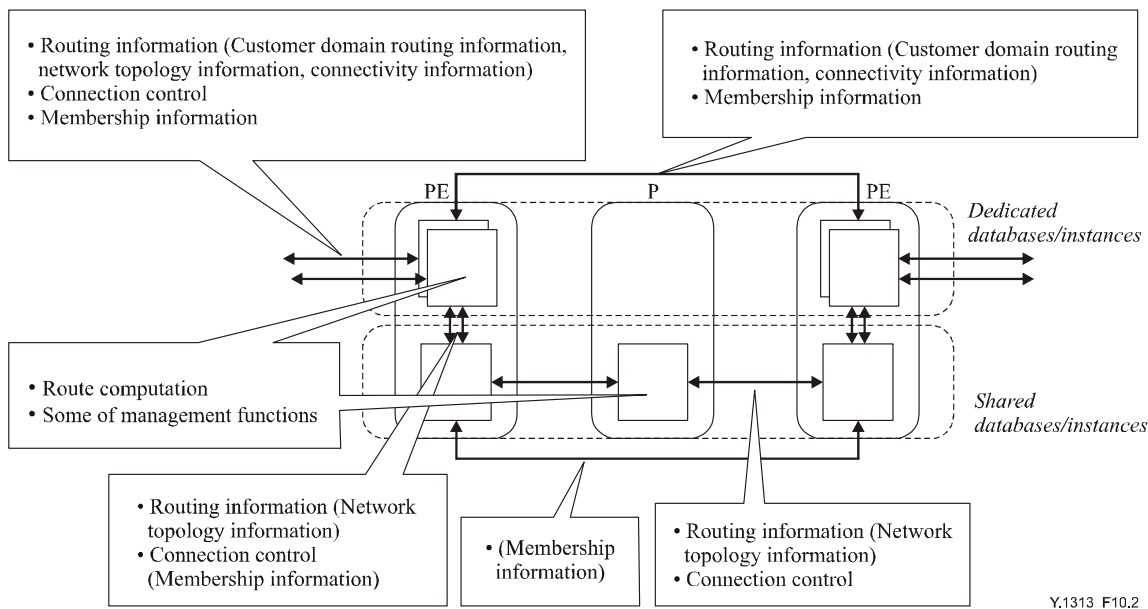 • Routing information (Customer domain routing information,
network topology information, connectivity information)
• Connection control
• Membership information
• Routing information (Customer domain routing
information, connectivity information)
• Membership information
PE
P
PE
Dedicated
databases/instances
• Route computation
• Some of management functions
Shared
databases/instances
• Routing information (Network
topology information)
• Connection control
(Membership information)
• (Membership
information)
• Routing information (Network
topology information)
• Connection control
Y.1313_F10.2